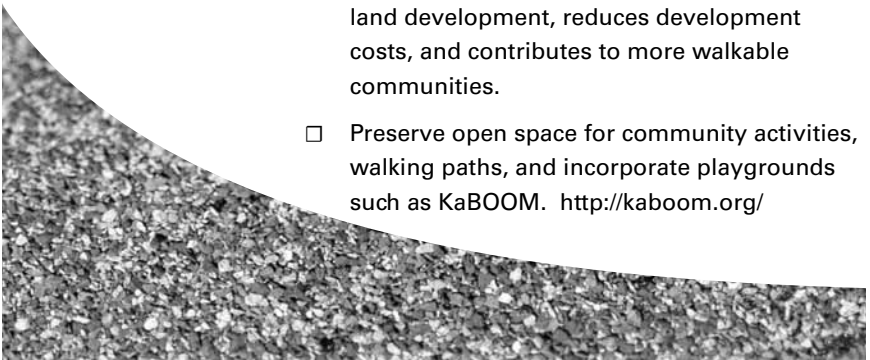 land development, reduces development
costs, and contributes to more walkable
communities.
❒ Preserve open space for community activities,
walking paths, and incorporate playgrounds
such as KaBOOM. http://kaboom.org/